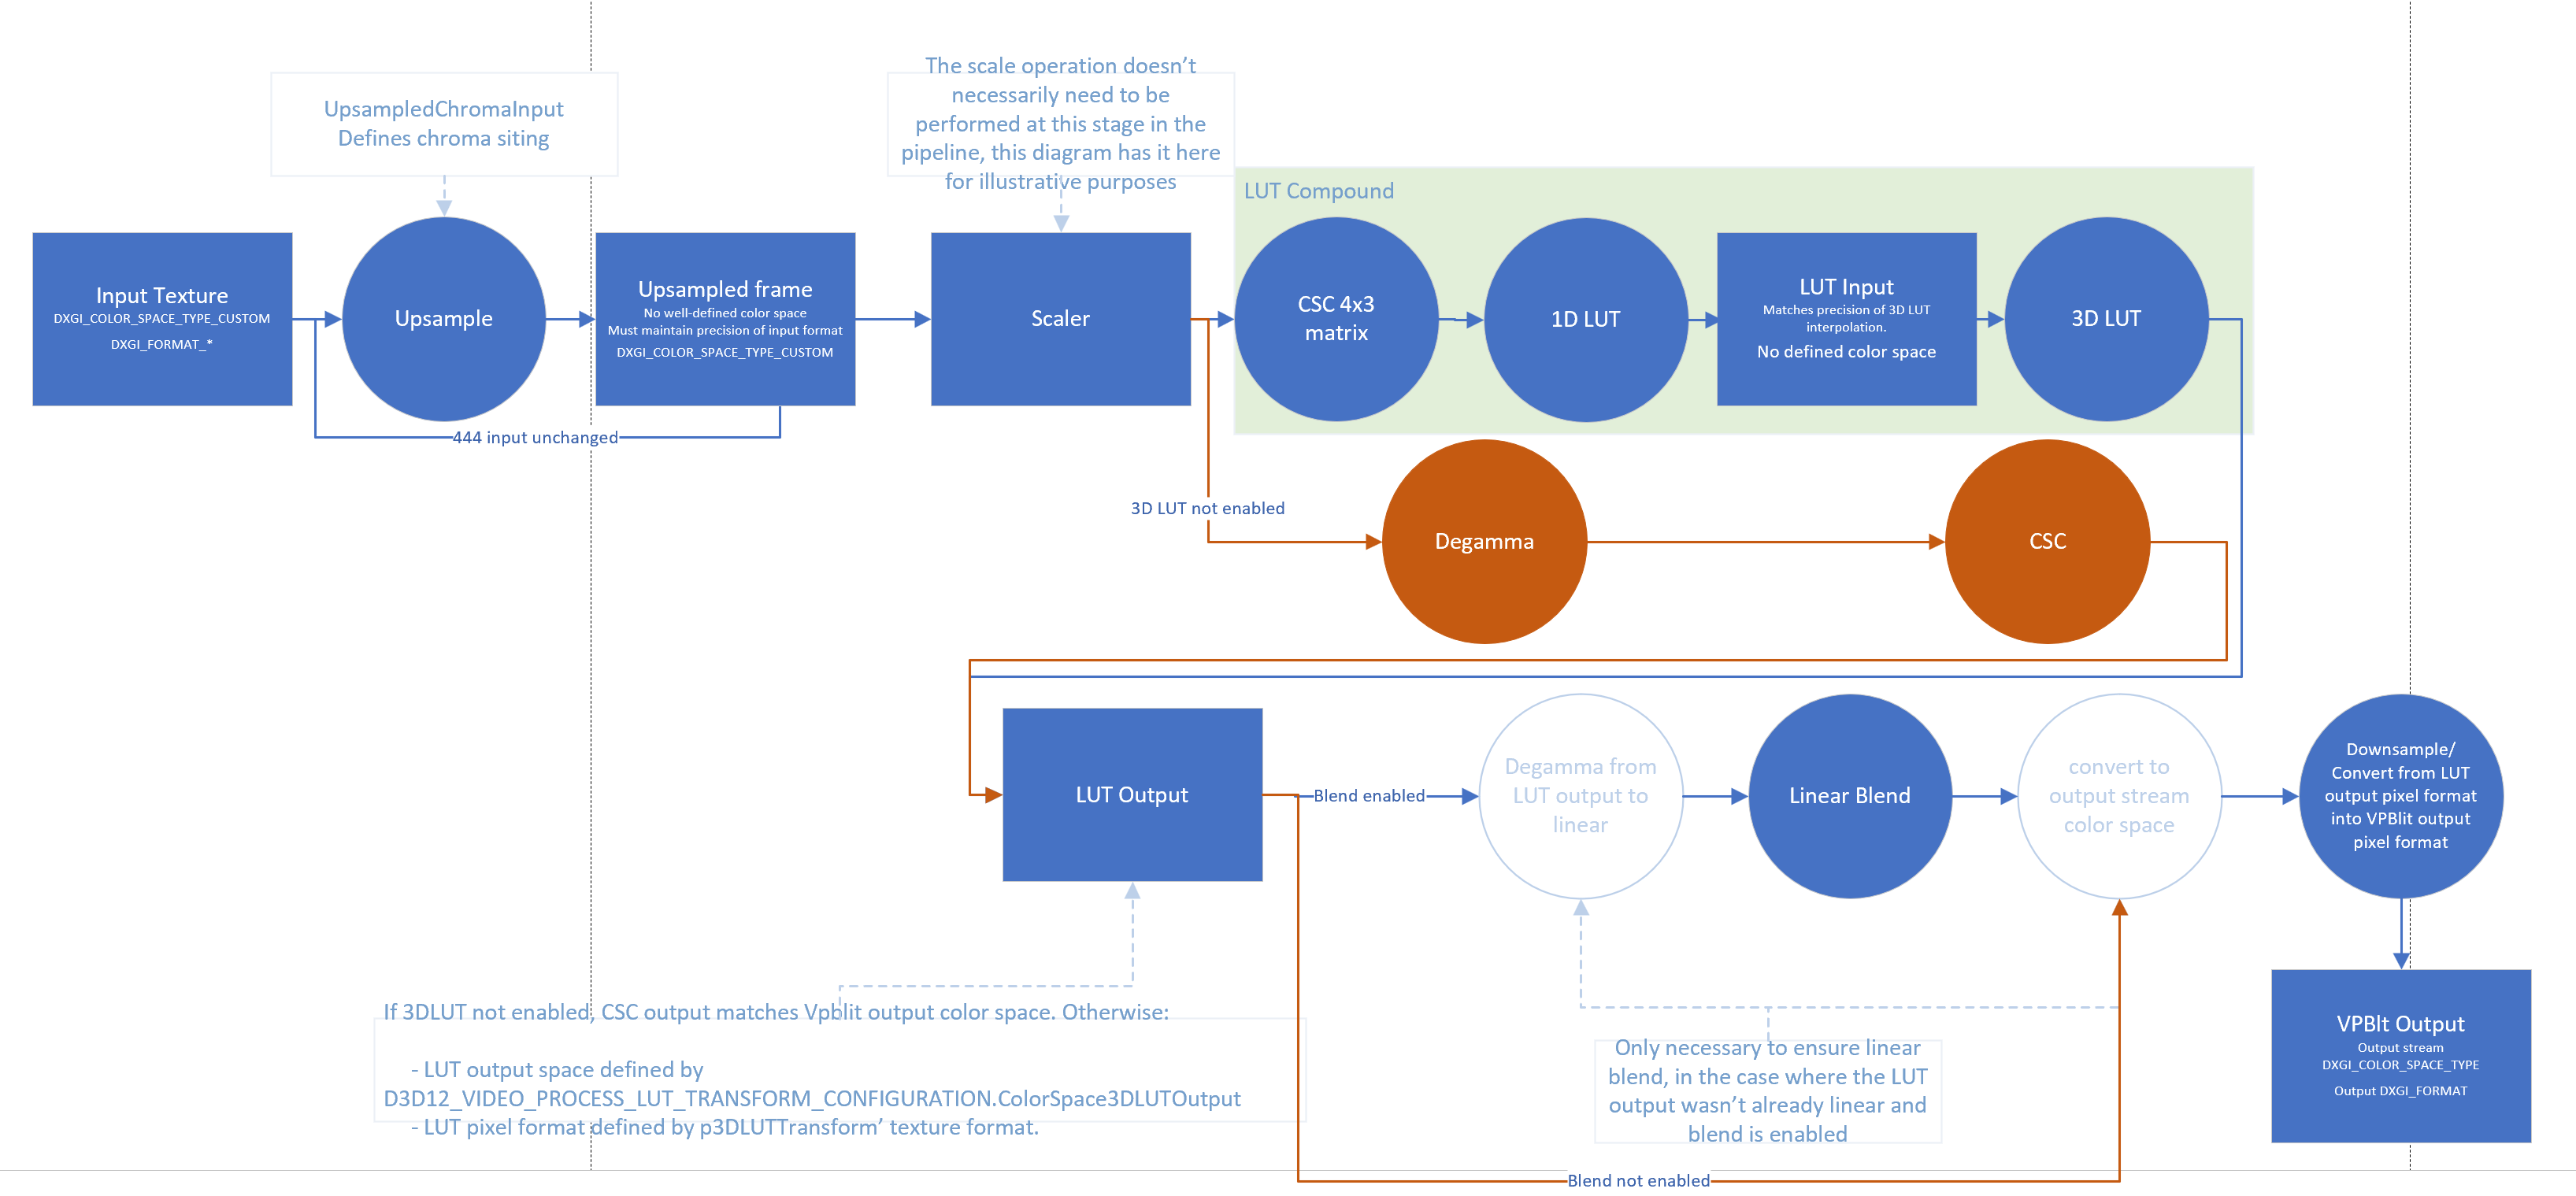 UpsampledChromaInput
Defines chroma siting
The scale operation doesn't
necessarily need to be
performed at this stage in the
pipeline, this diagram has it here
for illustrative purposes
LUT Compound
Input Texture
DXGI_COLOR_SPACE_TYPE_CUSTOM
DXGI_FORMAT_*
Upsample
Upsampled frame
No well-defined color space
Must maintain precision of input format
DXGI_COLOR_SPACE_TYPE_CUSTOM
Scaler
CSC 4x3
matrix
1D LUT
LUT Input
Matches precision of 3D LUT
interpolation.
No defined color space
3D LUT
444 input unchanged
3D LUT not enabled
Degamma
CSC
LUT Output
Blend enabled
Degamma from
LUT output to
linear
Linear Blend
convert to
output stream
color space
Downsample/
Convert from LUT
output pixel format
into VPBlit output
pixel format
If 3DLUT not enabled, CSC output matches Vpblit output color space. Otherwise:
- LUT output space defined by
D3D12_VIDEO_PROCESS_LUT_TRANSFORM_CONFIGURATION.ColorSpace3DLUTOutput
- LUT pixel format defined by p3DLUTTransform’ texture format.
Only necessary to ensure linear
blend, in the case where the LUT
output wasn’t already linear and
blend is enabled
VPBlt Output
Output stream
DXGI_COLOR_SPACE_TYPE
Output DXGI_FORMAT
Blend not enabled